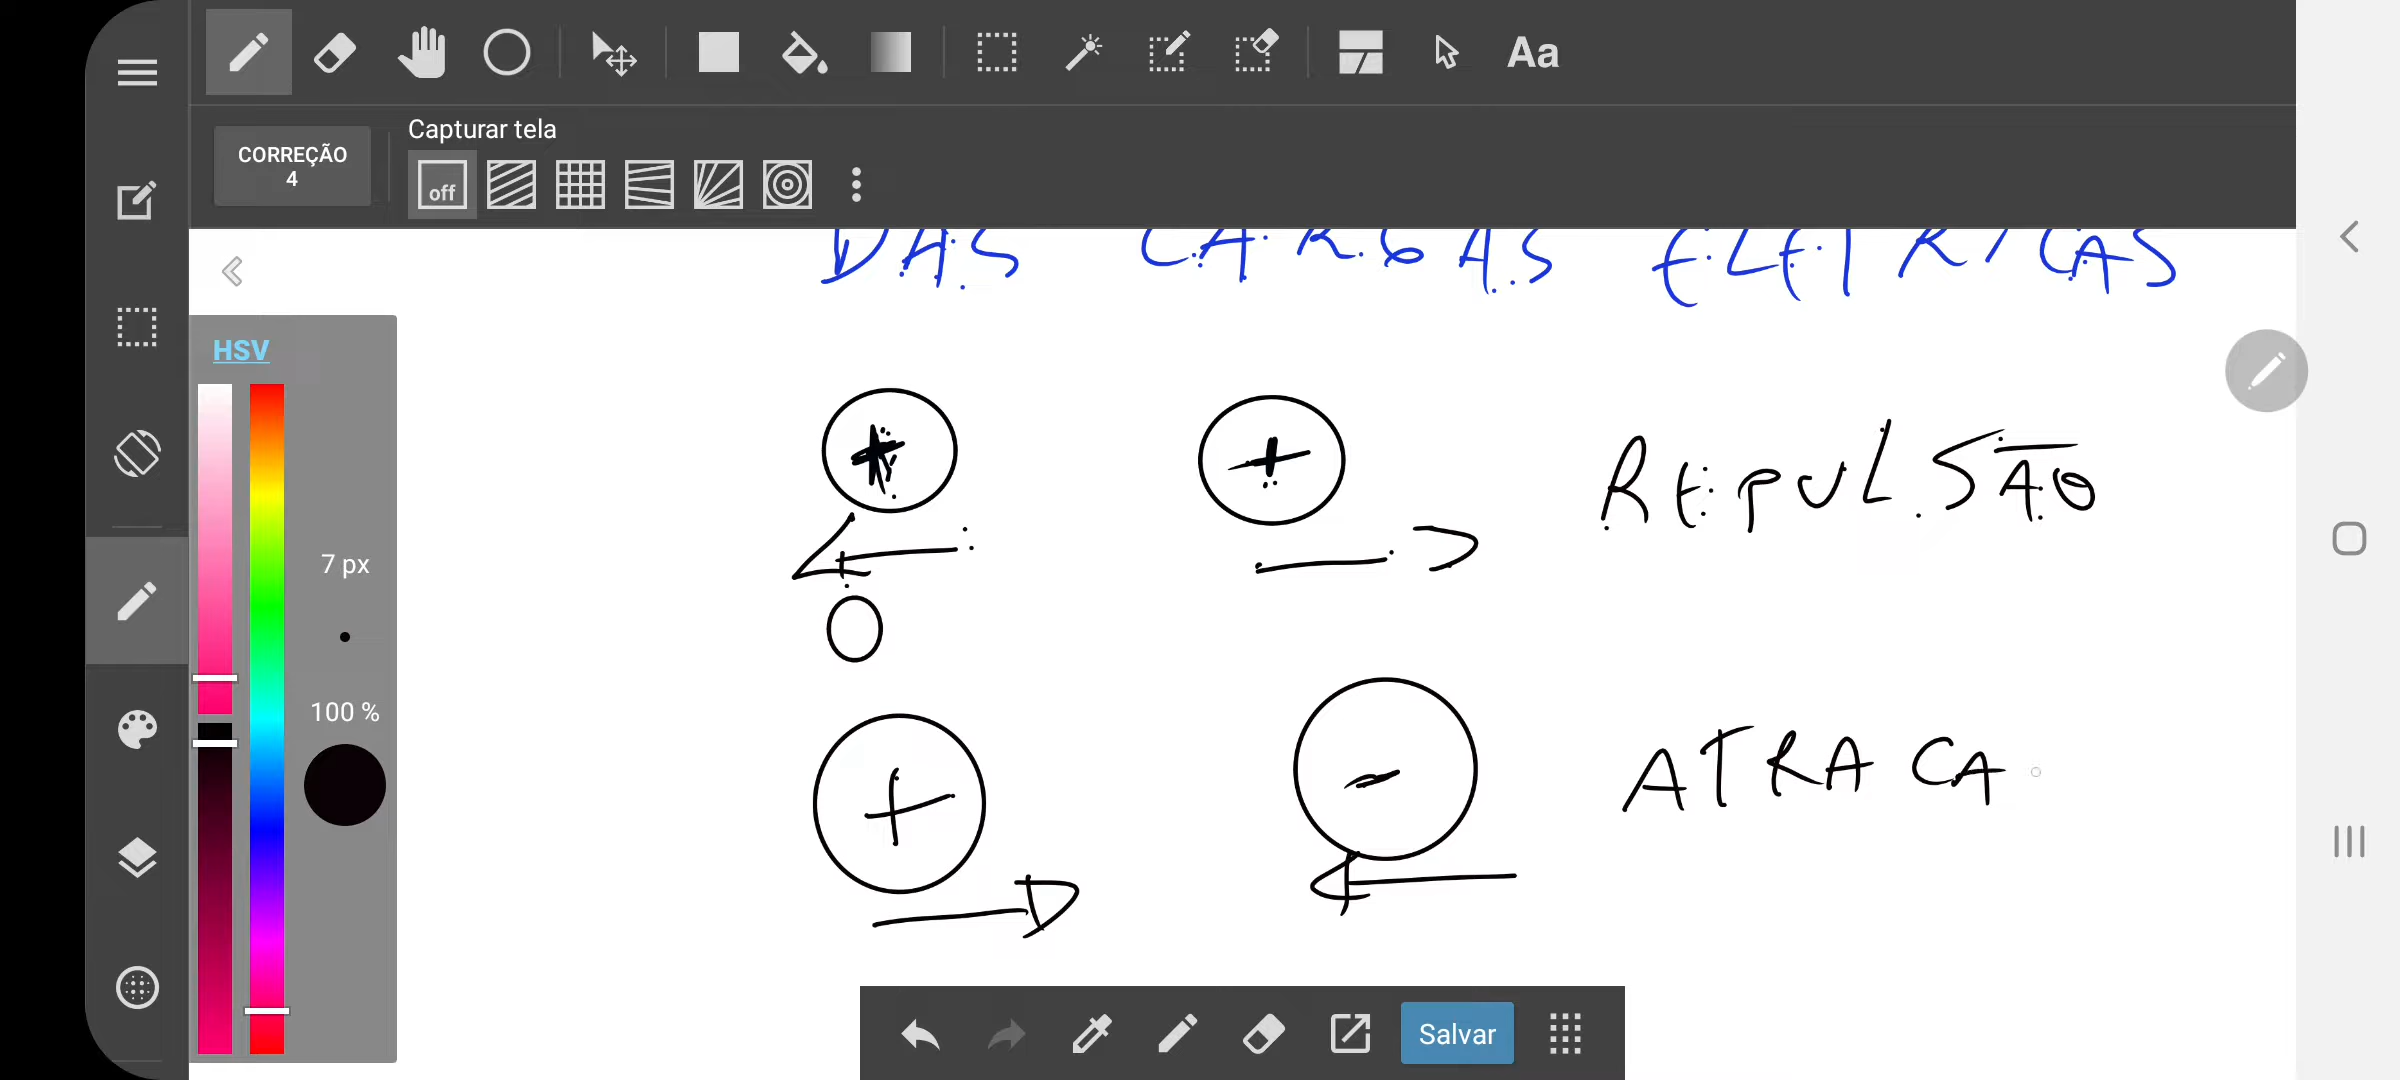 Aa
CORREÇÃO
4
Capturar tela
off
DAS CARGAS ELETRICAS
HSV
+
REPULSÃO
7 px
100 %
+ -
ATRACA
Salvar